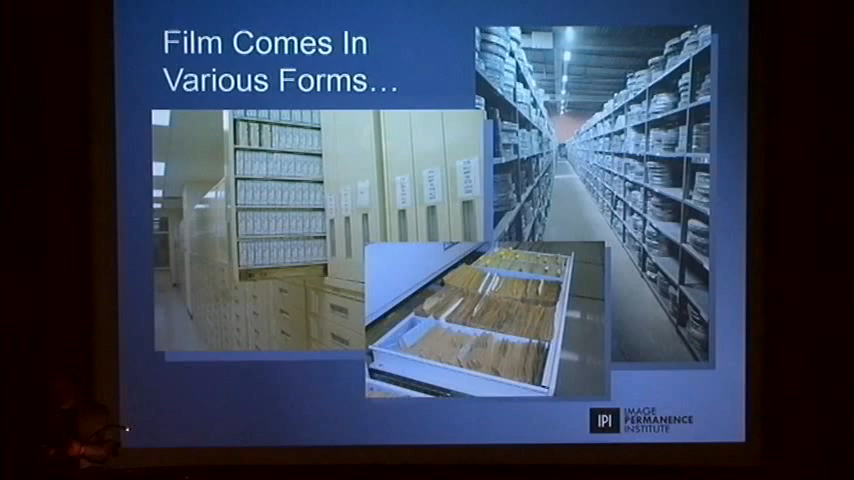 Film Comes In
Various Forms…
IPI
IMAGE
PERMANENCE
INSTITUTE